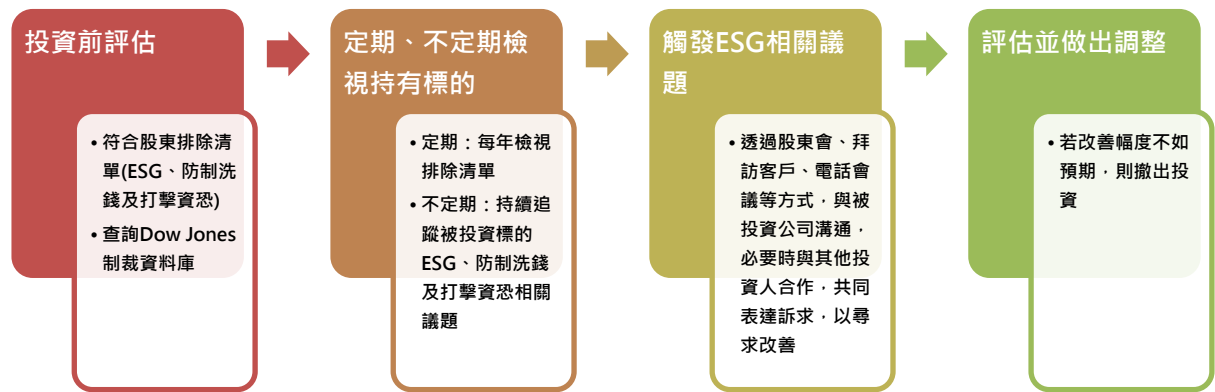 投資前評估
• 符合股東排除清
單(ESG、防制洗
錢及打擊資恐)
• 查詢Dow Jones
制裁資料庫
定期、不定期檢
視持有標的
• 定期：每年檢視
排除清單
• 不定期：持續追
蹤被投資標的
ESG、防制洗錢
及打擊資恐相關
議題
觸發ESG相關議
題
• 透過股東會、拜
訪客戶、電話會
議等方式，與被
投資公司溝通，
必要時與其他投
資人合作，共同
表達訴求，以尋
求改善
評估並做出調整
• 若改善幅度不如
預期，則撤出投
資